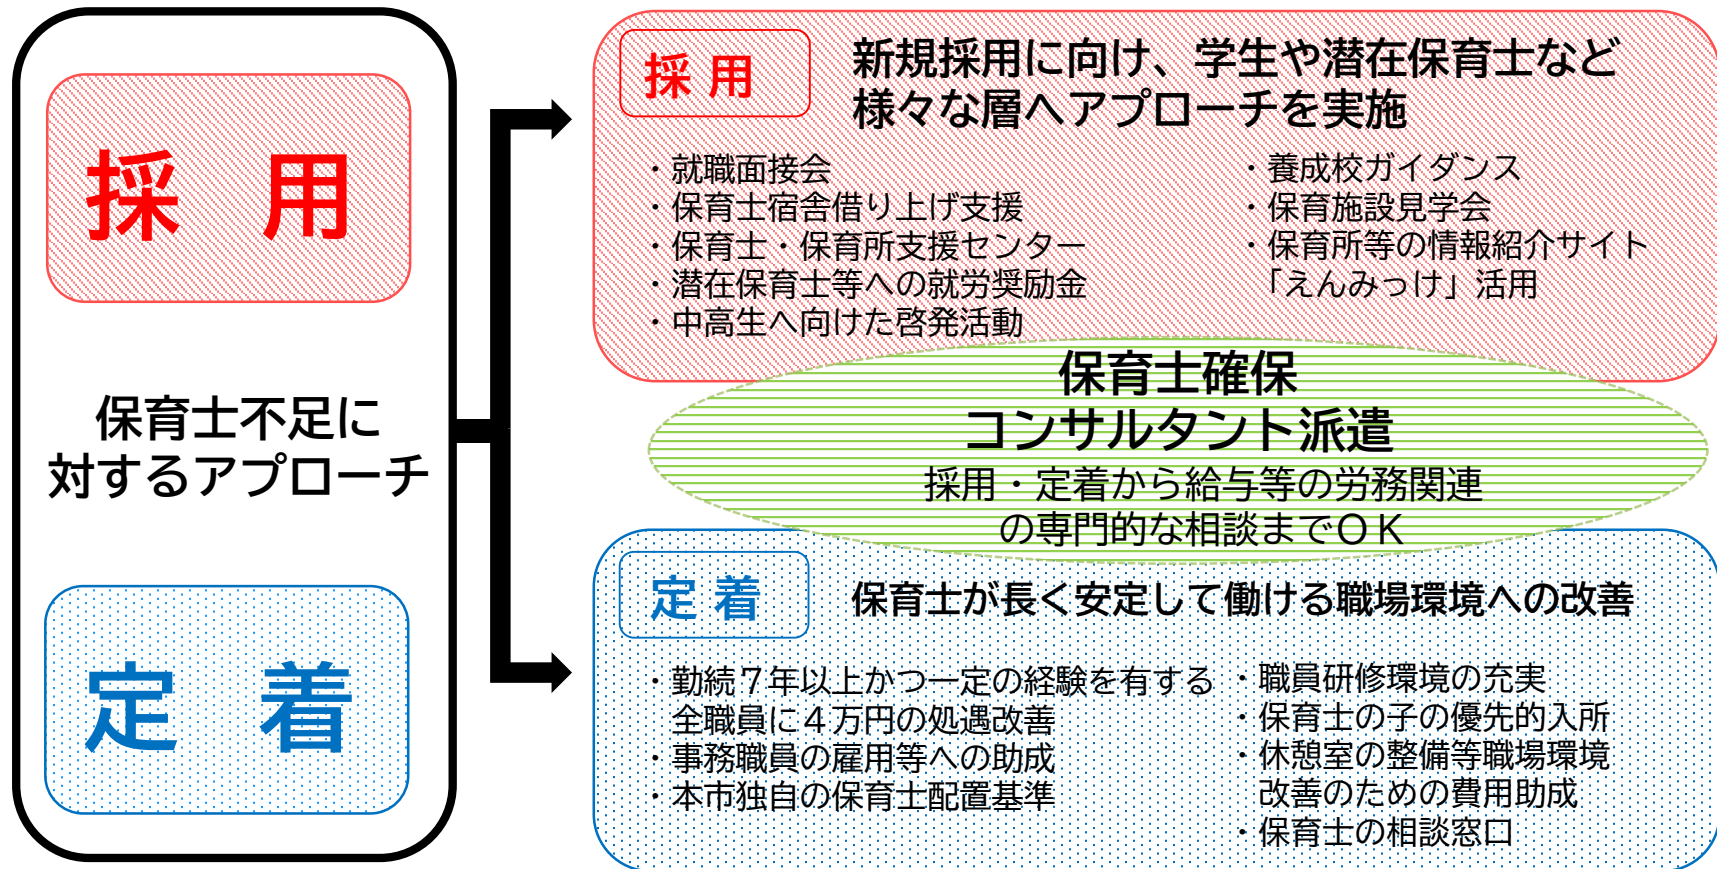 採 用
保育士不足に
対するアプローチ
定 着
採 用
新規採用に向け、学生や潜在保育士など
様々な層へアプローチを実施
・就職面接会
・保育士宿舎借り上げ支援
・保育士・保育所支援センター
・潜在保育士等への就労奨励金
・中高生へ向けた啓発活動
・養成校ガイダンス
・保育施設見学会
・保育所等の情報紹介サイト
「えんみっけ」活用
保育士確保
コンサルタント派遣
採用・定着から給与等の労務関連
の専門的な相談までＯＫ
定 着
保育士が長く安定して働ける職場環境への改善
・勤続７年以上かつ一定の経験を有する
全職員に４万円の処遇改善
・事務職員の雇用等への助成
・本市独自の保育士配置基準
・職員研修環境の充実
・保育士の子の優先的入所
・休憩室の整備等職場環境
改善のための費用助成
・保育士の相談窓口